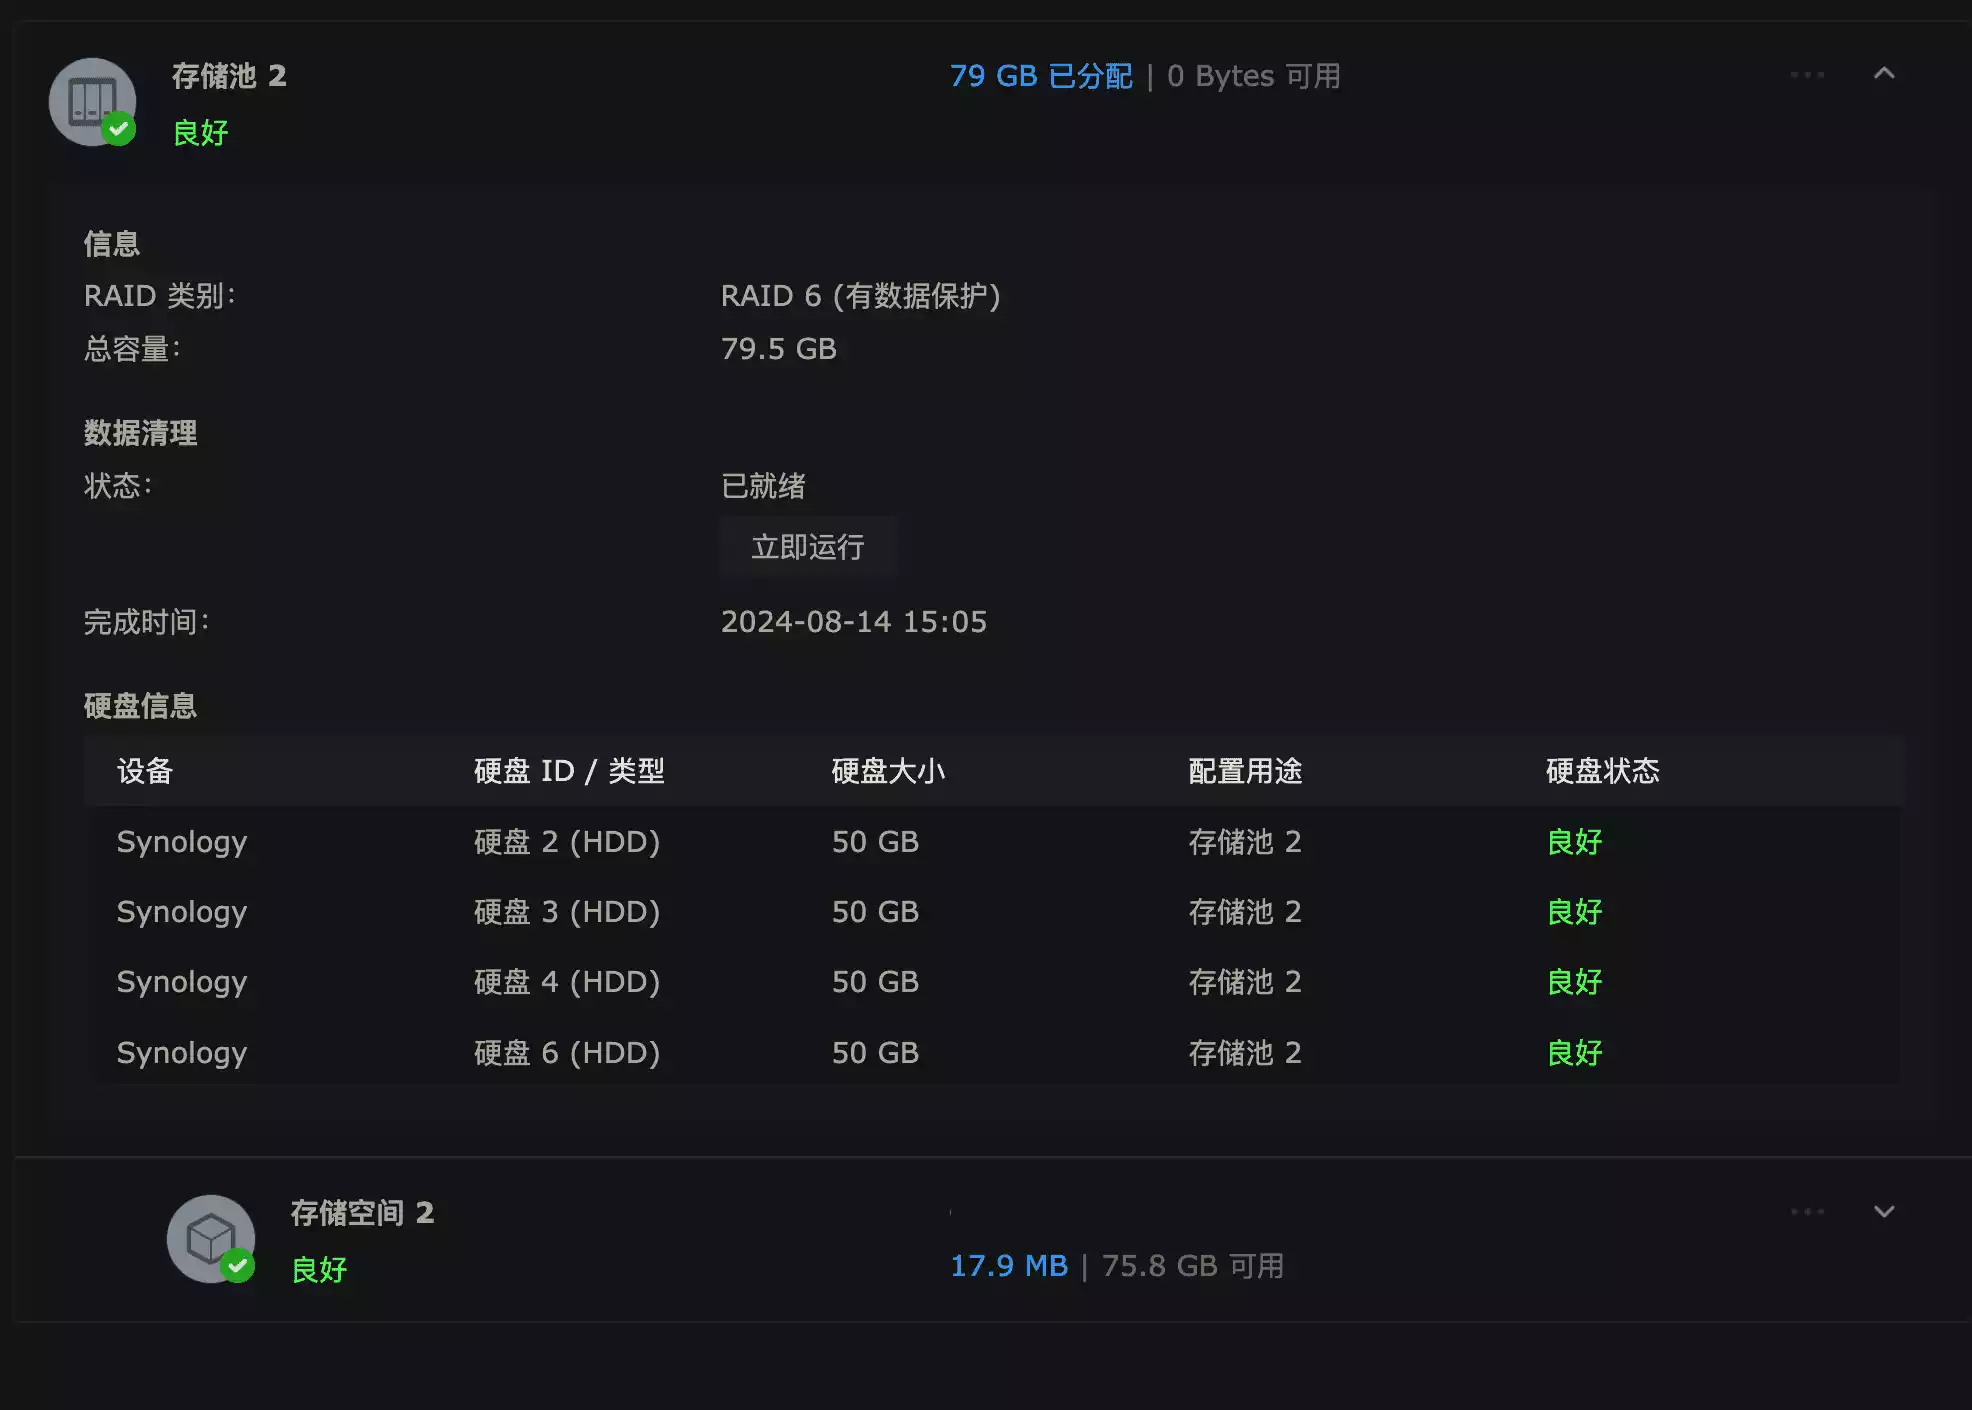 存储池 2
79 GB 已分配 | 0 Bytes 可用
良好
信息
RAID 类别：
RAID 6 (有数据保护)
总容量：
79.5 GB
数据清理
状态：
已就绪
立即运行
完成时间：
2024-08-14 15:05
硬盘信息
设备 硬盘 ID / 类型 硬盘大小 配置用途 硬盘状态
Synology 硬盘 2 (HDD) 50 GB 存储池 2 良好
Synology 硬盘 3 (HDD) 50 GB 存储池 2 良好
Synology 硬盘 4 (HDD) 50 GB 存储池 2 良好
Synology 硬盘 6 (HDD) 50 GB 存储池 2 良好
存储空间 2
良好
17.9 MB | 75.8 GB 可用